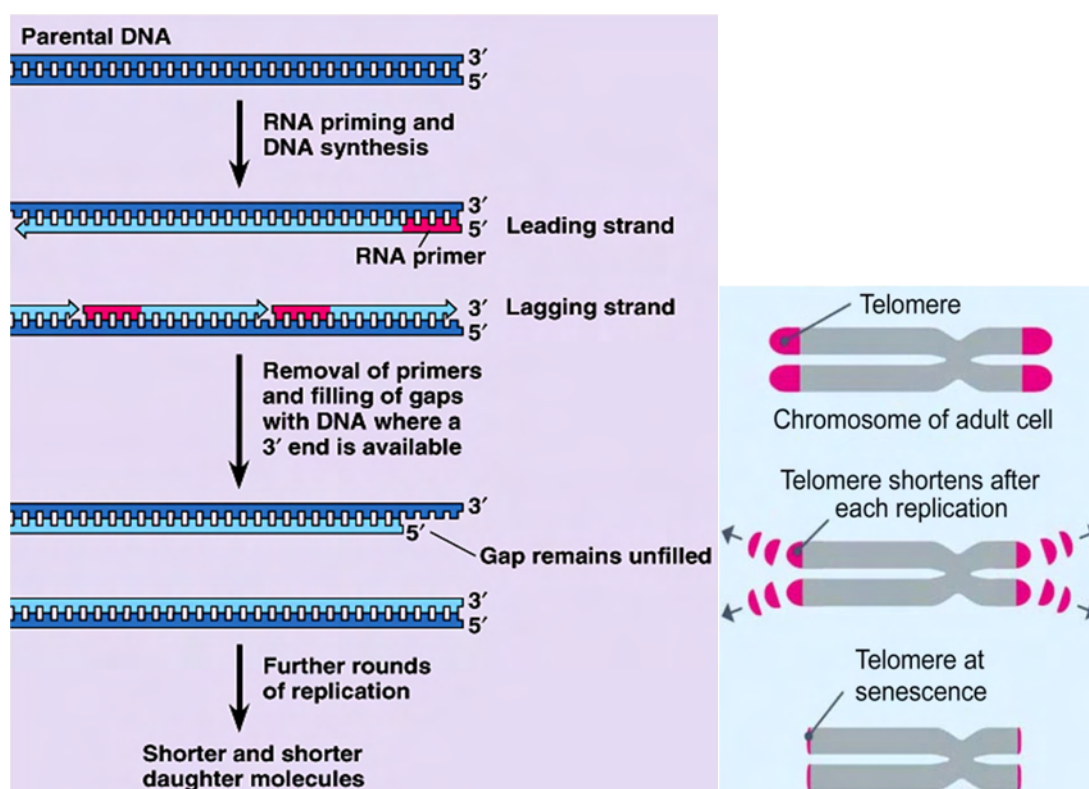 Parental DNA
3′
5′
RNA priming and
DNA synthesis
3′
5′ Leading strand
RNA primer
3′ Lagging strand
5′
Removal of primers
and filling of gaps
with DNA where a
3′ end is available
3′
5′
Gap remains unfilled
3′
5′
Further rounds
of replication
Shorter and shorter
daughter molecules
Telomere
Chromosome of adult cell
Telomere shortens after
each replication
Telomere at
senescence